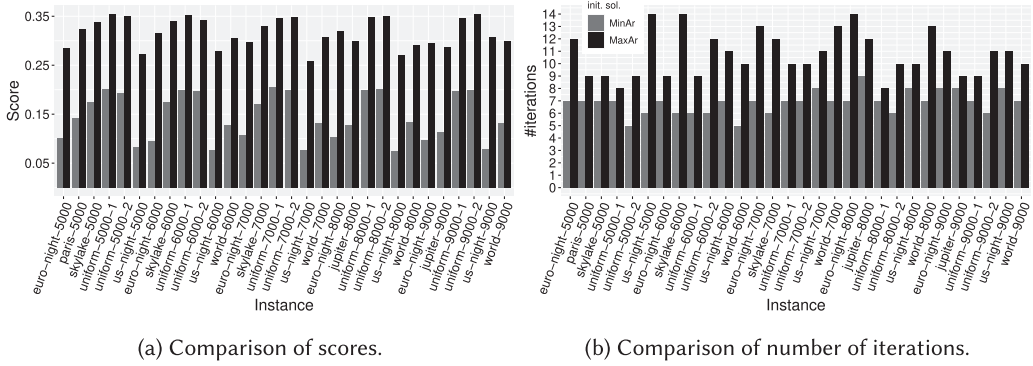 Score
0.35
0.25
0.15
0.05
euro−night−5000
paris−5000
skylake−5000
uniform−5000−1
uniform−5000−2
us−night−5000
euro−night−6000
skylake−6000
uniform−6000−1
uniform−6000−2
us−night−6000
world−6000
euro−night−7000
skylake−7000
uniform−7000−1
uniform−7000−2
us−night−7000
world−7000
euro−night−8000
jupiter−8000
uniform−8000−1
uniform−8000−2
us−night−8000
world−8000
euro−night−9000
jupiter−9000
uniform−9000−1
uniform−9000−2
us−night−9000
world−9000
Instance
(a) Comparison of scores.
#iterations
14
13
12
11
10
9
8
7
6
5
4
3
2
1
0
init. sol.
MinAr
MaxAr
euro−night−5000
paris−5000
skylake−5000
uniform−5000−1
uniform−5000−2
us−night−5000
euro−night−6000
skylake−6000
uniform−6000−1
uniform−6000−2
us−night−6000
world−6000
euro−night−7000
skylake−7000
uniform−7000−1
uniform−7000−2
us−night−7000
world−7000
euro−night−8000
jupiter−8000
uniform−8000−1
uniform−8000−2
us−night−8000
world−8000
euro−night−9000
jupiter−9000
uniform−9000−1
uniform−9000−2
us−night−9000
world−9000
Instance
(b) Comparison of number of iterations.